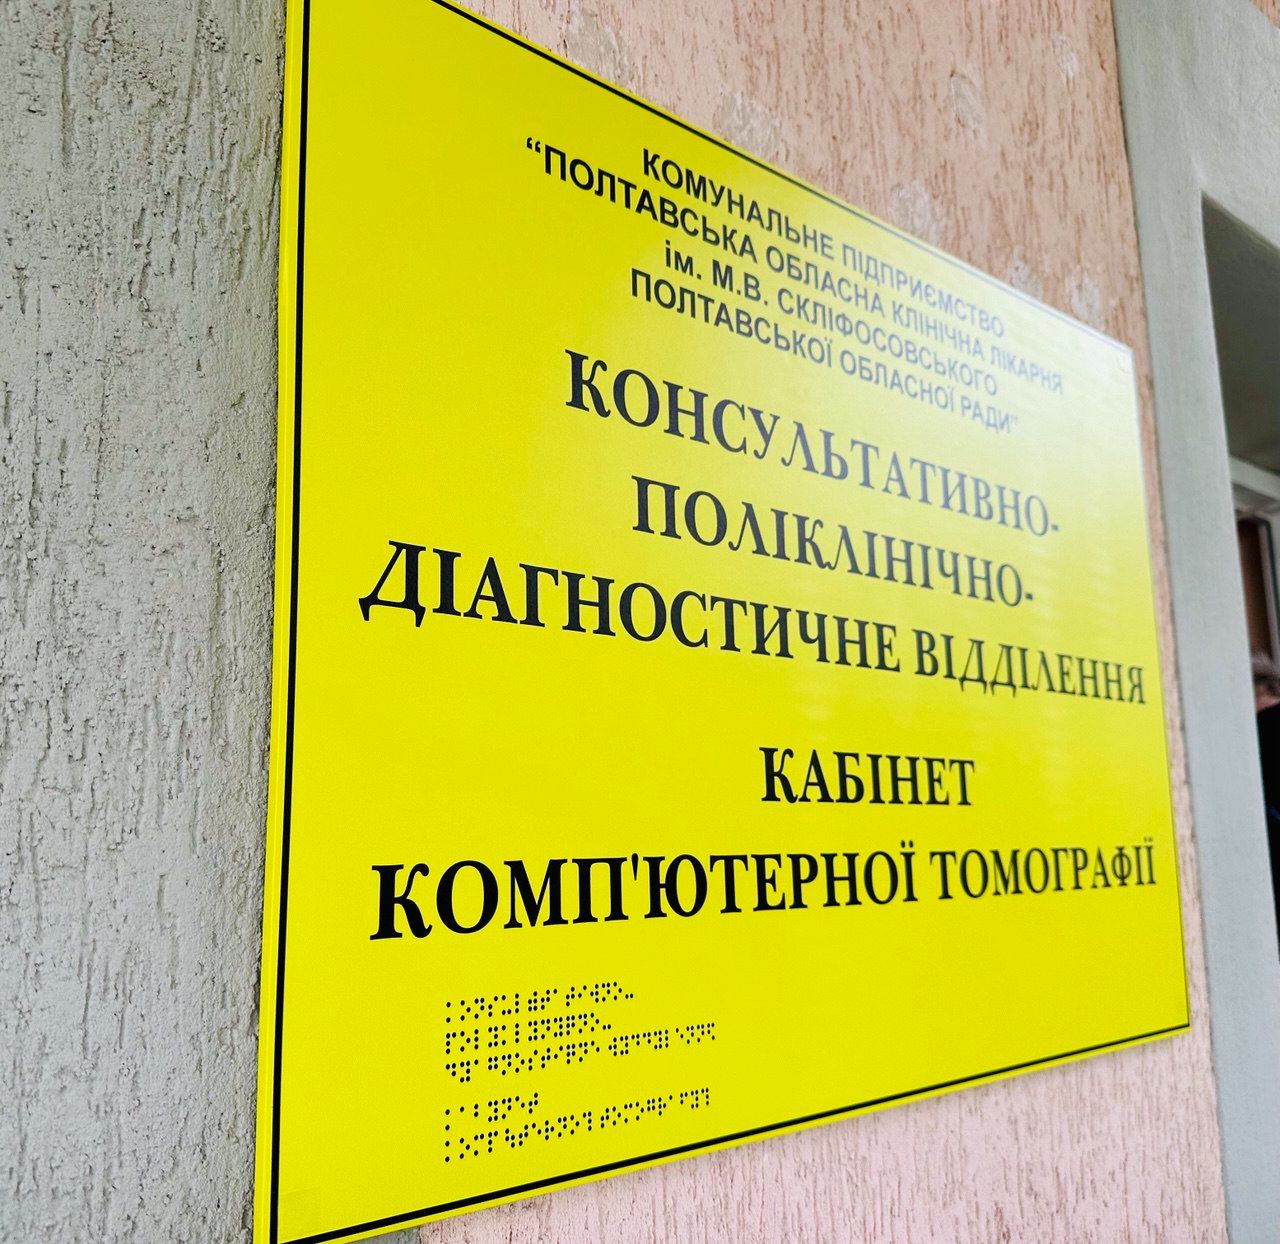 КОМУНАЛЬНЕ ПІДПРИЄМСТВО
“ПОЛТАВСЬКА ОБЛАСНА КЛІНІЧНА ЛІКАРНЯ
ім. М.В. СКЛІФОСОВСЬКОГО
ПОЛТАВСЬКОЇ ОБЛАСНОЇ РАДИ”
КОНСУЛЬТАТИВНО-
ПОЛІКЛІНІЧНО-
ДІАГНОСТИЧНЕ ВІДДІЛЕННЯ
КАБІНЕТ
КОМП'ЮТЕРНОЇ ТОМОГРАФІЇ